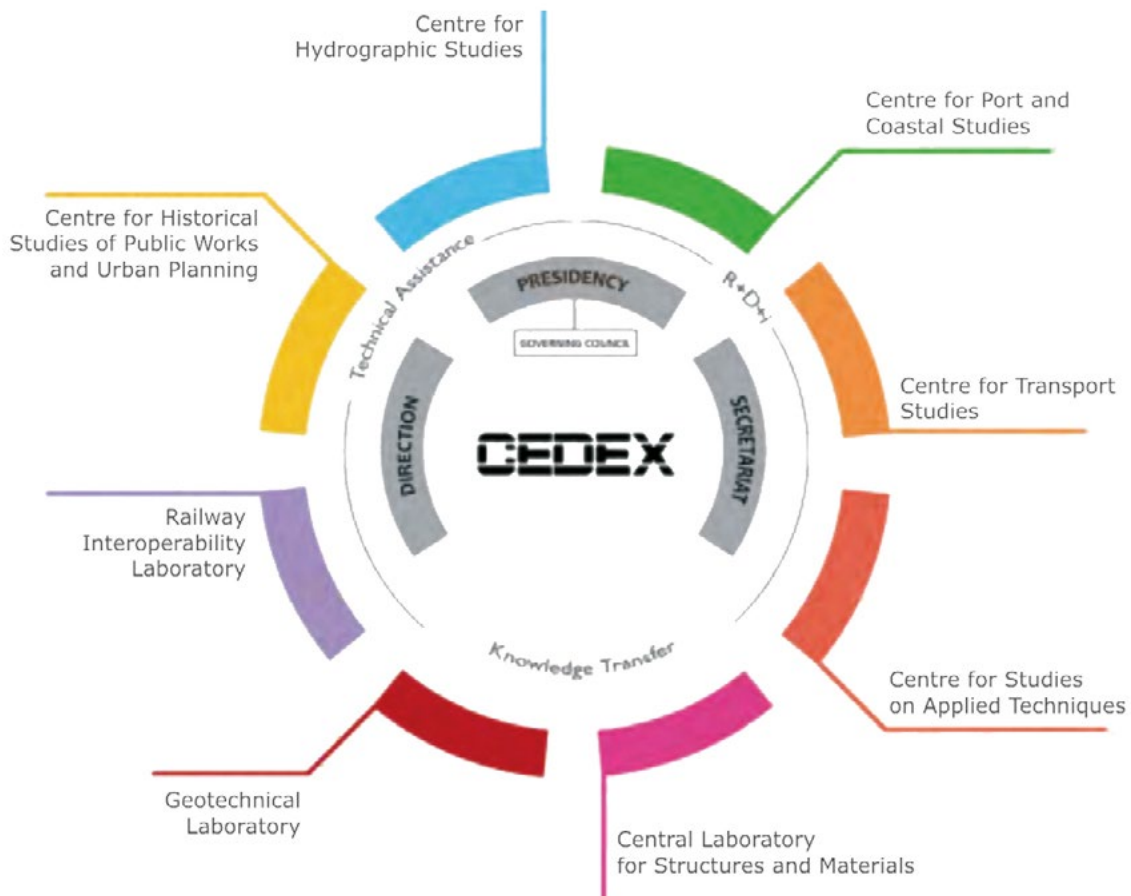 Centre for
Hydrographic Studies
Centre for Port and
Coastal Studies
Centre for Historical
Studies of Public Works
and Urban Planning
Technical Assistance
R+D+i
PRESIDENCY
GOVERNING COUNCIL
DIRECTION
CEDEX
SECRETARIAT
Centre for Transport
Studies
Railway
Interoperability
Laboratory
Knowledge Transfer
Centre for Studies
on Applied Techniques
Geotechnical
Laboratory
Central Laboratory
for Structures and Materials